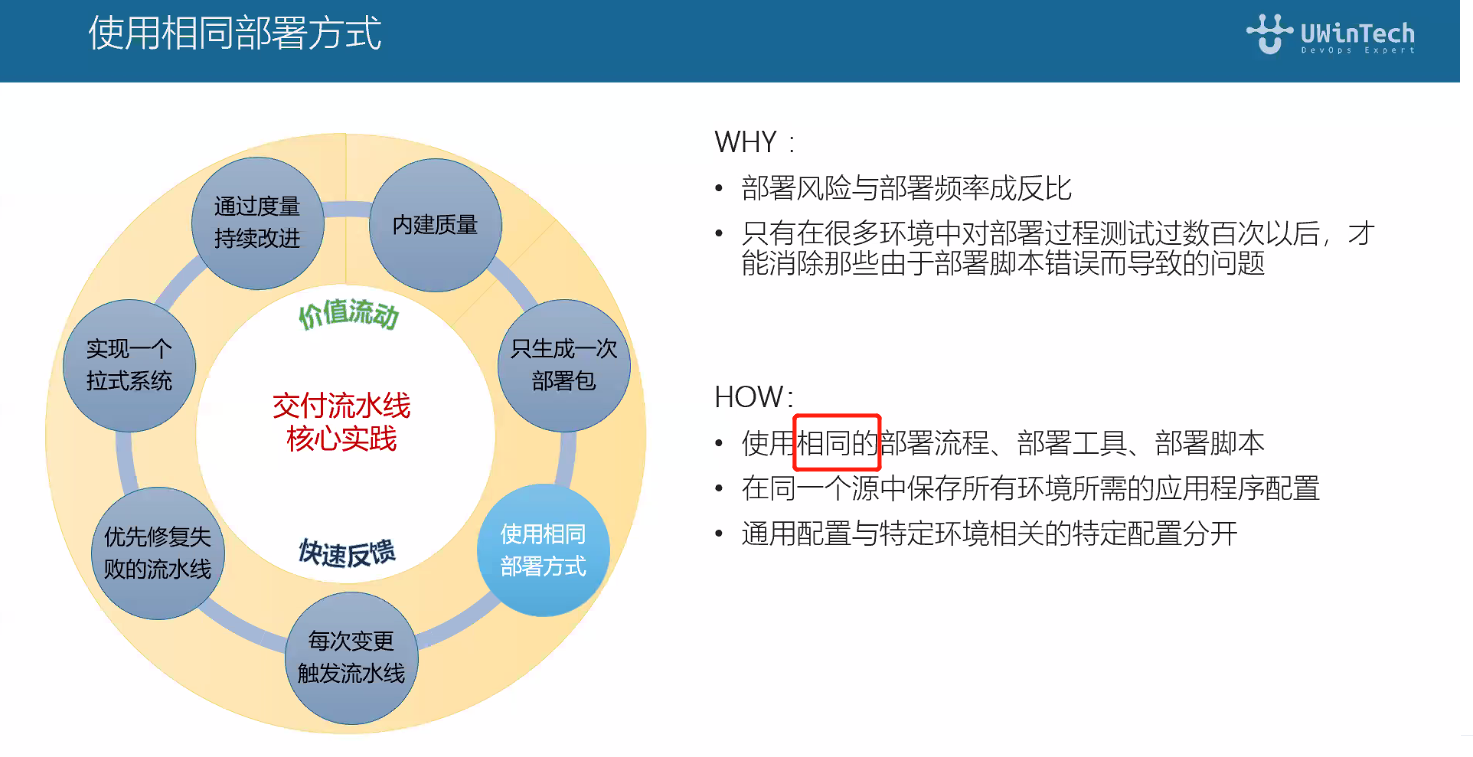 使用相同部署方式
UWinTech
DevOps Expert
通过度量
持续改进
内建质量
实现一个
拉式系统
价值流动
只生成一次
部署包
交付流水线
核心实践
优先修复失
败的流水线
快速反馈
使用相同
部署方式
每次变更
触发流水线
WHY：
• 部署风险与部署频率成反比
• 只有在很多环境中对部署过程测试过数百次以后，才
能消除那些由于部署脚本错误而导致的问题
HOW：
• 使用相同的部署流程、部署工具、部署脚本
• 在同一个源中保存所有环境所需的应用程序配置
• 通用配置与特定环境相关的特定配置分开